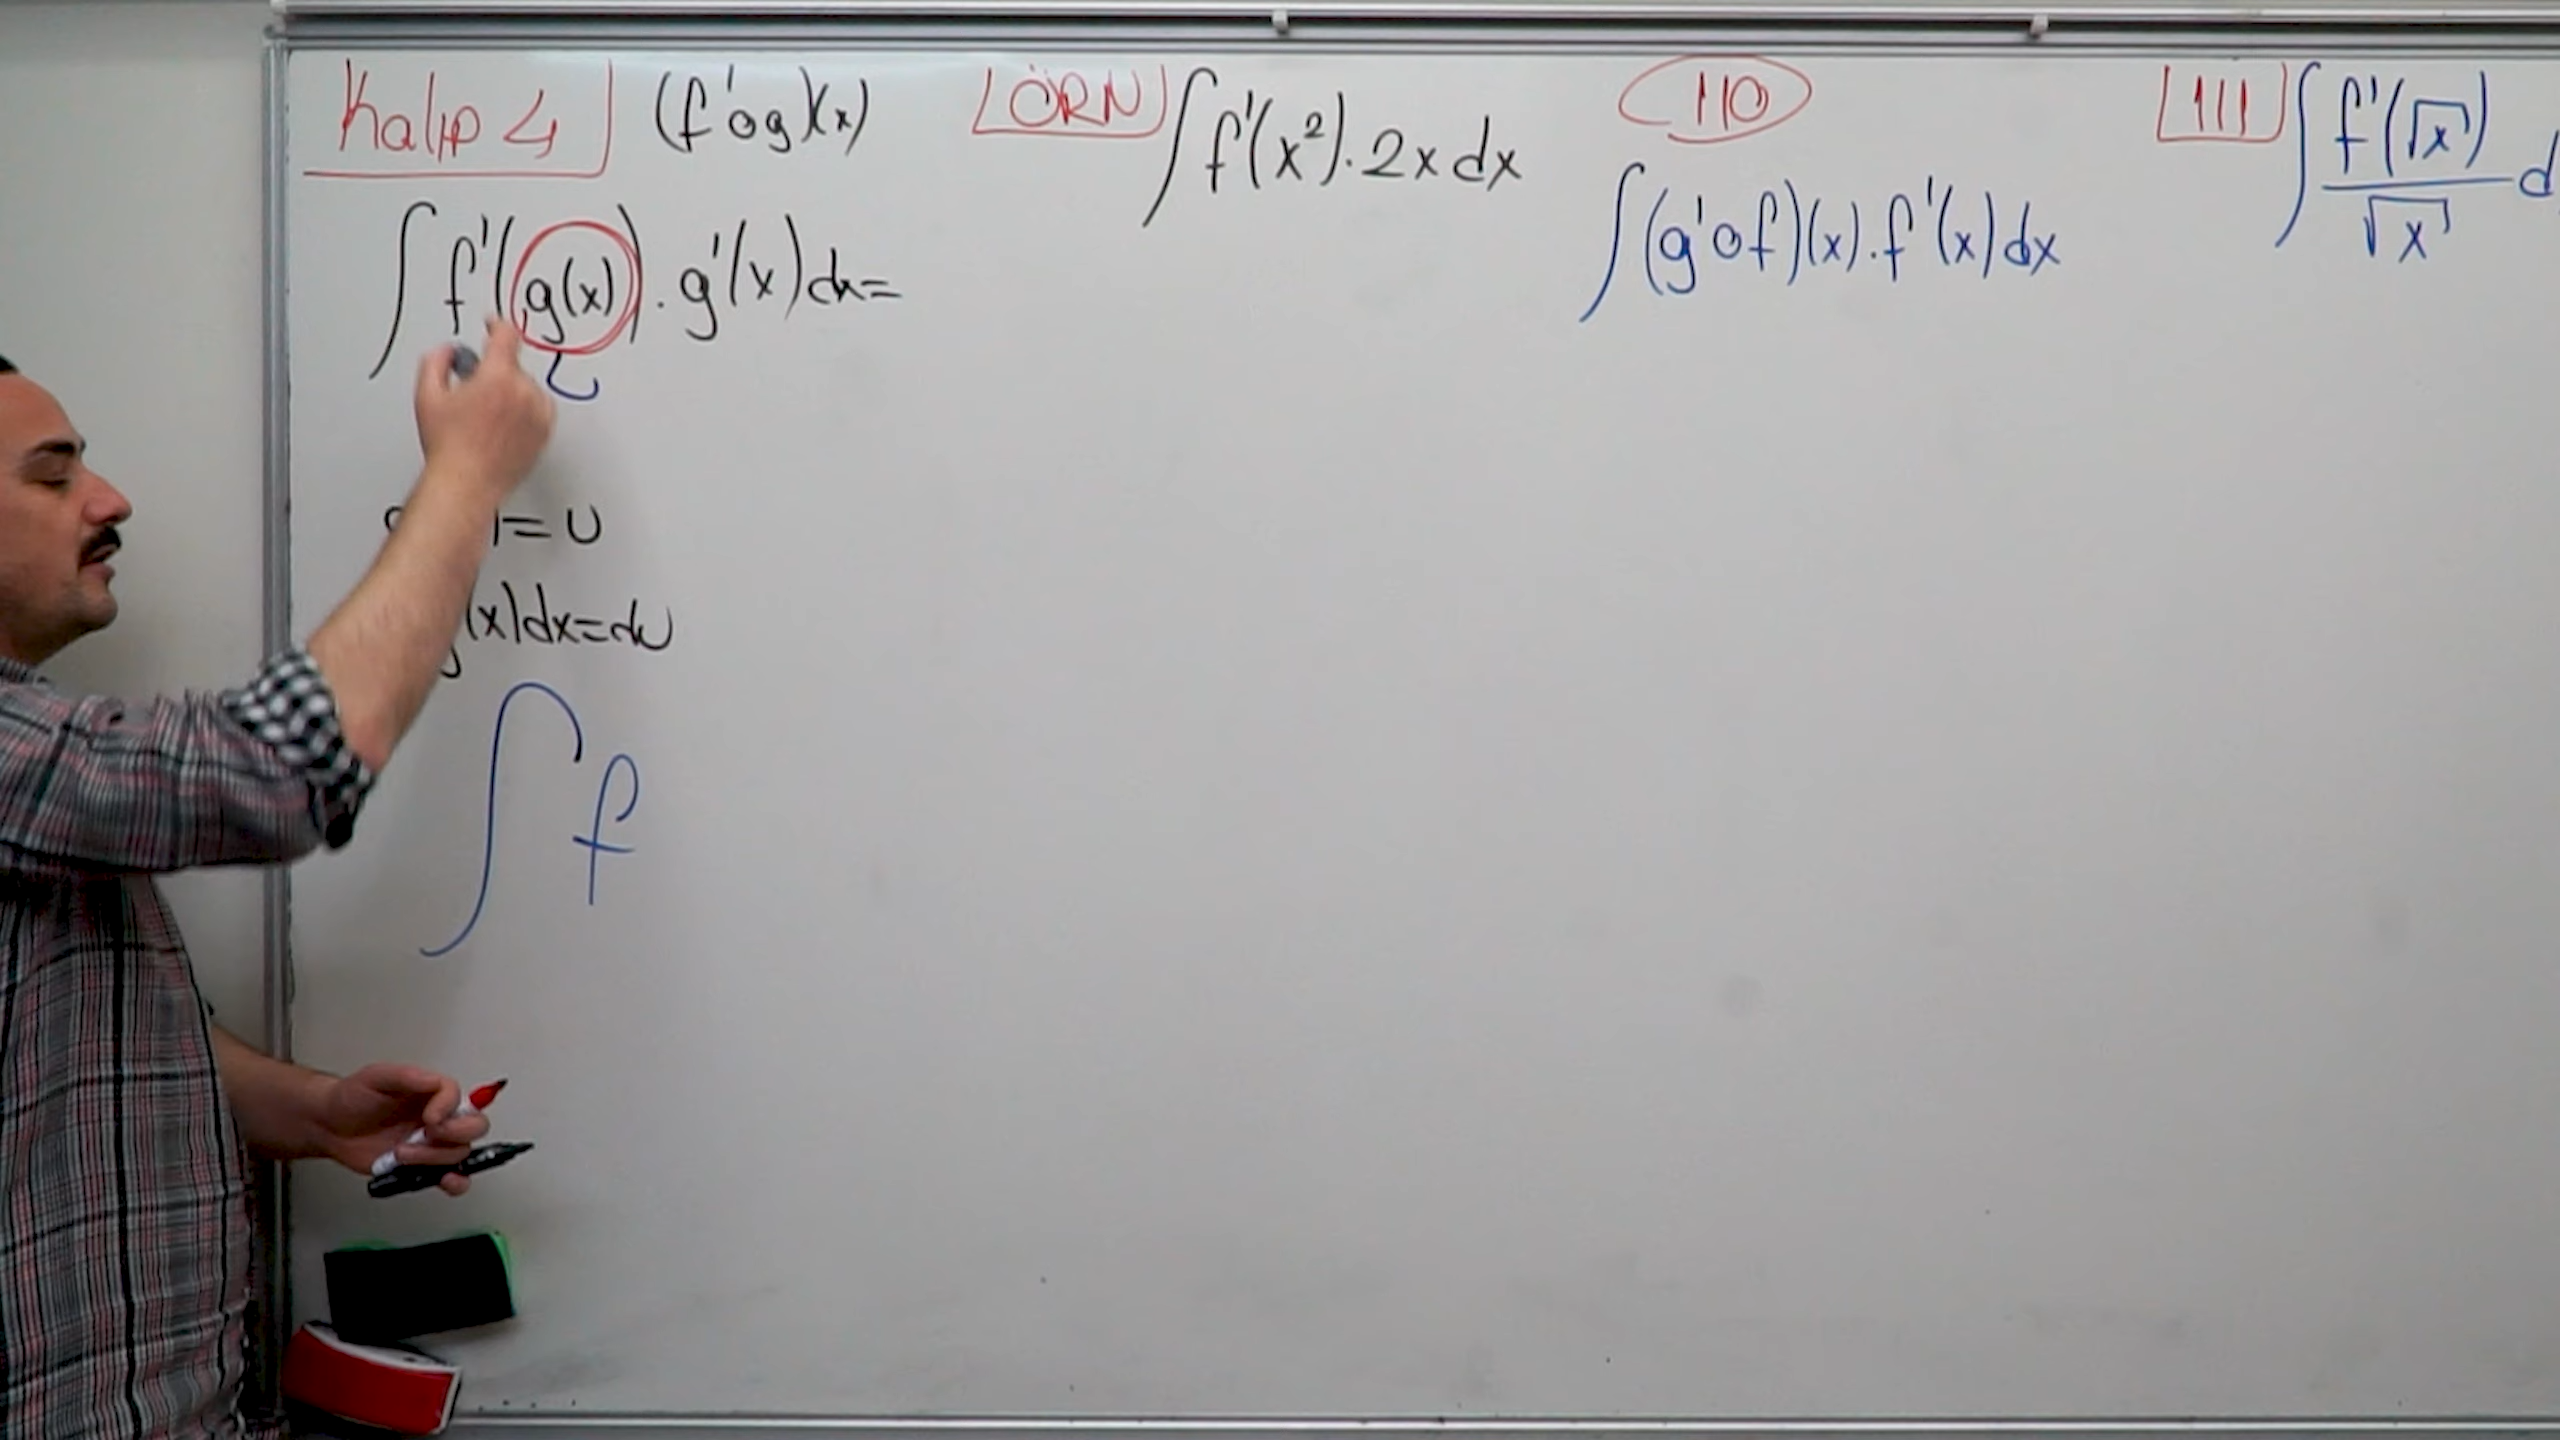 Kalıp 4
(f'og)(x)
∫ f'(g(x)) . g'(x) dx =
u
= u
(x) dx = du
∫ f
ÖRN
∫ f'(x²) . 2x dx
110
∫ (g'of)(x) . f'(x) dx
111
∫ f'(√x) / √x d